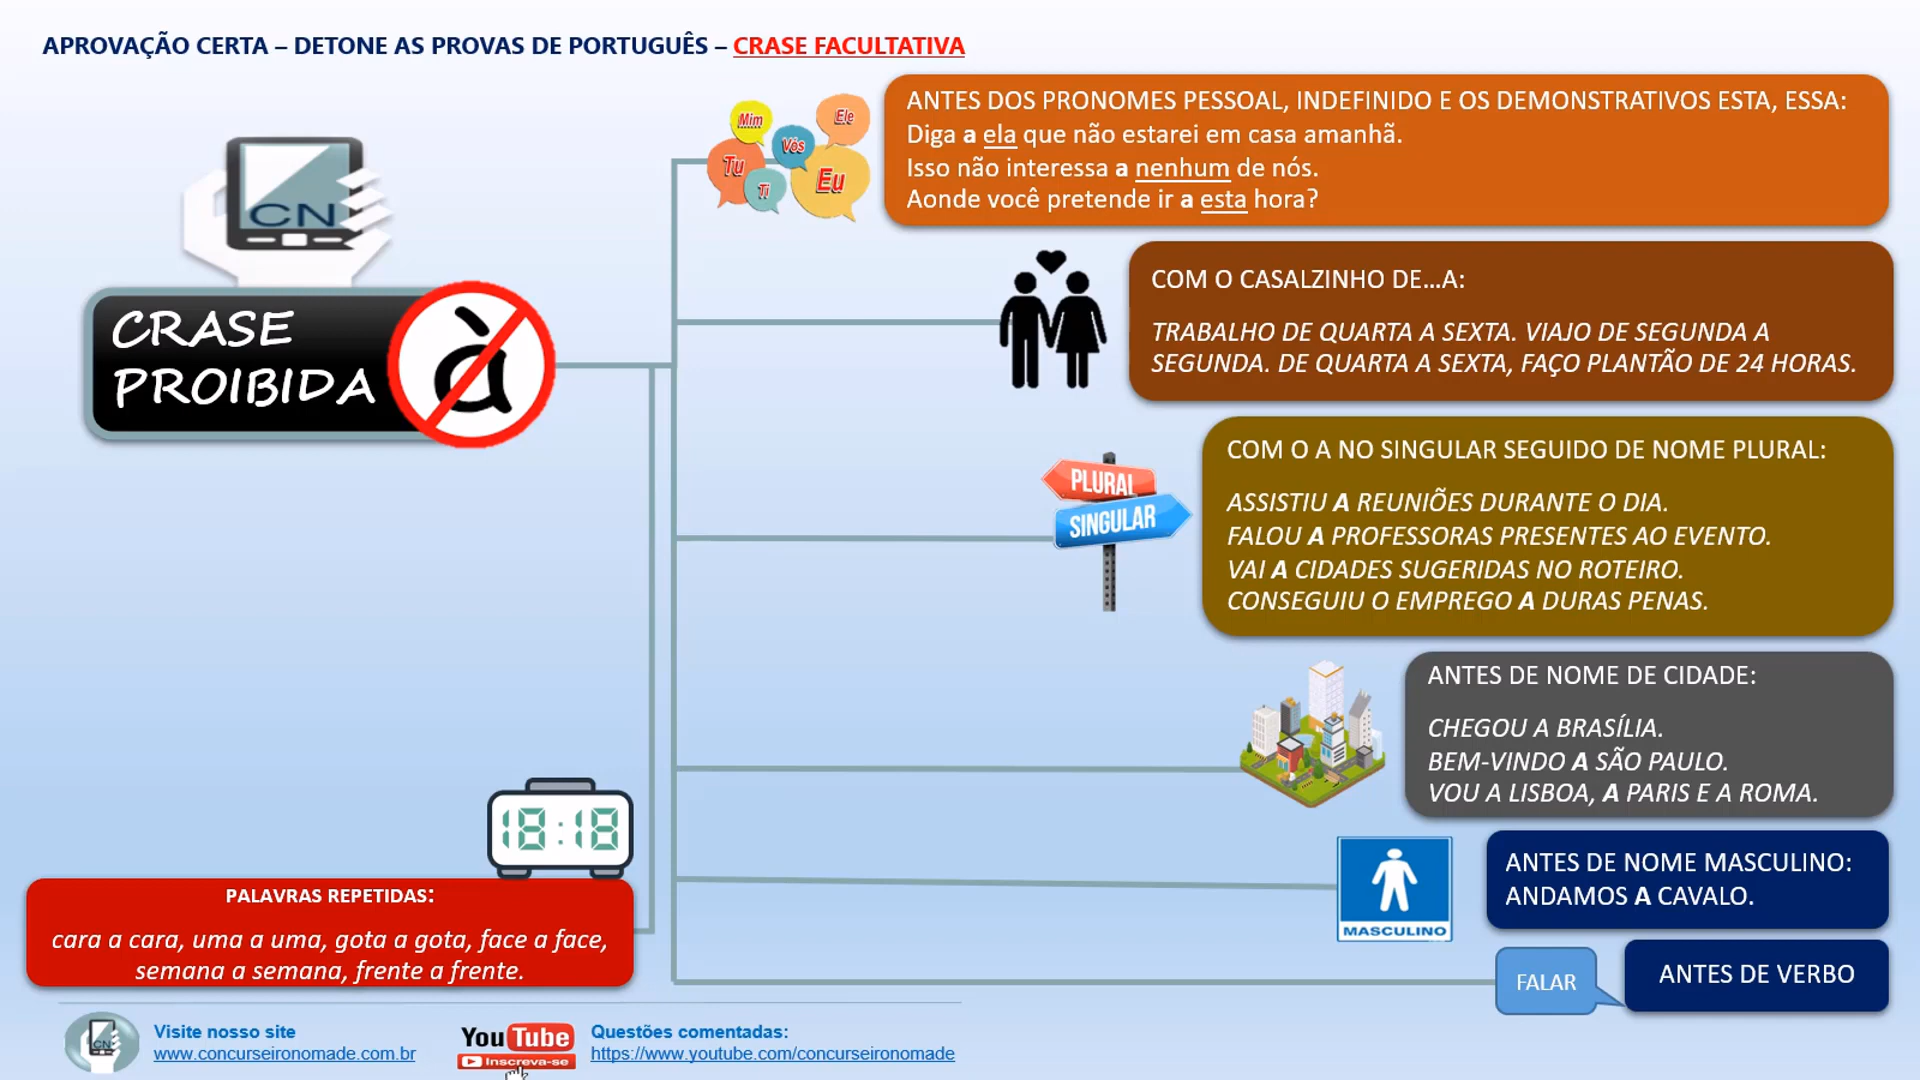 APROVAÇÃO CERTA – DETONE AS PROVAS DE PORTUGUÊS – CRASE FACULTATIVA
CN
CRASE
PROIBIDA
à
Mim
Ele
Vós
Tu
Ti
Eu
ANTES DOS PRONOMES PESSOAL, INDEFINIDO E OS DEMONSTRATIVOS ESTA, ESSA:
Diga a ela que não estarei em casa amanhã.
Isso não interessa a nenhum de nós.
Aonde você pretende ir a esta hora?
COM O CASALZINHO DE...A:
TRABALHO DE QUARTA A SEXTA. VIAJO DE SEGUNDA A
SEGUNDA. DE QUARTA A SEXTA, FAÇO PLANTÃO DE 24 HORAS.
PLURAL
SINGULAR
COM O A NO SINGULAR SEGUIDO DE NOME PLURAL:
ASSISTIU A REUNIÕES DURANTE O DIA.
FALOU A PROFESSORAS PRESENTES AO EVENTO.
VAI A CIDADES SUGERIDAS NO ROTEIRO.
CONSEGUIU O EMPREGO A DURAS PENAS.
ANTES DE NOME DE CIDADE:
CHEGOU A BRASÍLIA.
BEM-VINDO A SÃO PAULO.
VOU A LISBOA, A PARIS E A ROMA.
MASCULINO
ANTES DE NOME MASCULINO:
ANDAMOS A CAVALO.
FALAR
ANTES DE VERBO
18:18
PALAVRAS REPETIDAS:
cara a cara, uma a uma, gota a gota, face a face,
semana a semana, frente a frente.
CN
Visite nosso site
www.concurseironomade.com.br
YouTube
Inscreva-se
Questões comentadas:
https://www.youtube.com/concurseironomade